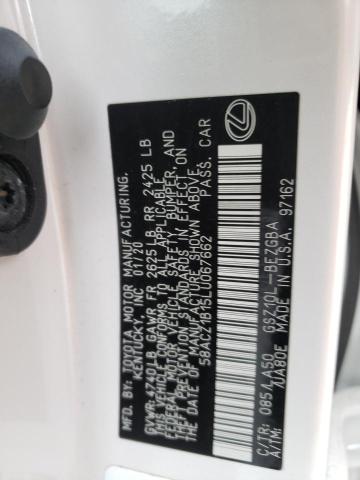 MFD. BY: TOYOTA MOTOR MANUFACTURING,
KENTUCKY, INC. 01/20
GVWR: 4740 LB GAWR FR 2625 LB RR 2425 LB
THIS VEHICLE CONFORMS TO ALL APPLICABLE
FEDERAL MOTOR VEHICLE SAFETY, BUMPER, AND
THEFT PREVENTION STANDARDS IN EFFECT ON
THE DATE OF MANUFACTURE SHOWN ABOVE.
58ACZ1B15LU067662 PASS. CAR
C/TR: 085 LA50 GSZ10L-BEZGBA
A/TM: /UA80E MADE IN U.S.A. 97162